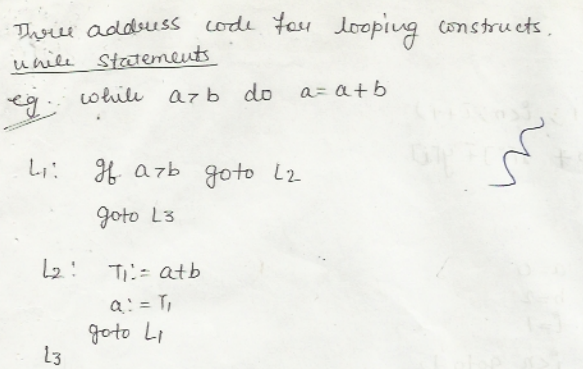 Three address code for looping constructs.
while statements
eg. while a>b do a=a+b
L1: If a>b goto L2
goto L3
L2: T1:= a+b
a:= T1
goto L1
L3